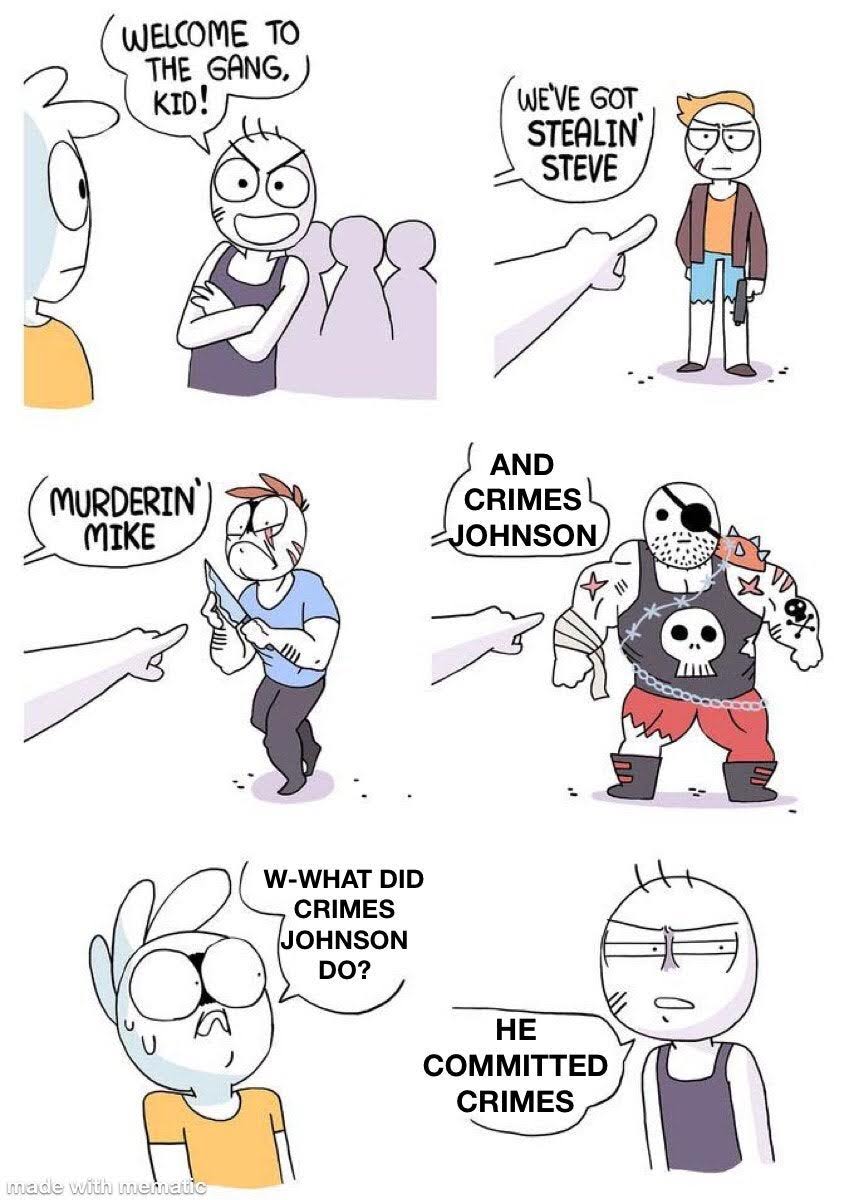 WELCOME TO
THE GANG,
KID!
WE'VE GOT
STEALIN'
STEVE
MURDERIN'
MIKE
AND
CRIMES
JOHNSON
W-WHAT DID
CRIMES
JOHNSON
DO?
HE
COMMITTED
CRIMES
made with mematic